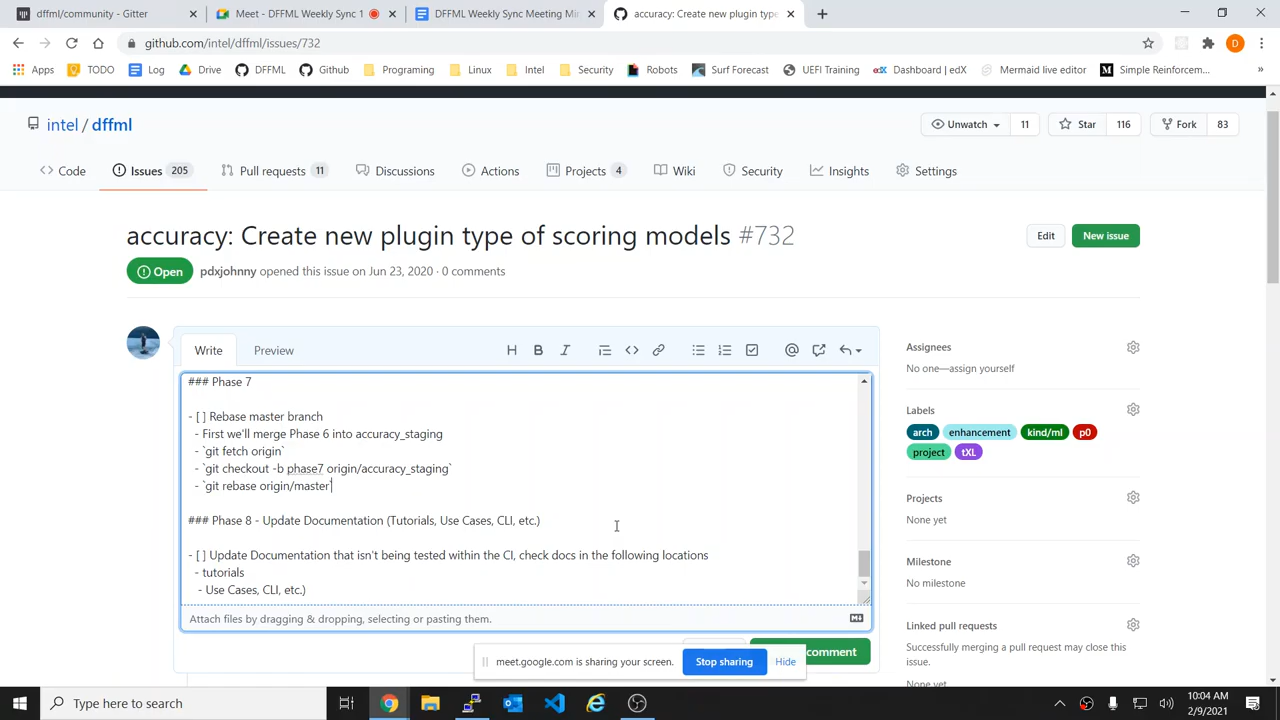 dffml/community - Gitter
Meet - DFFML Weekly Sync 1
DFFML Weekly Sync Meeting Min
accuracy: Create new plugin type
github.com/intel/dffml/issues/732
D
Apps
TODO
Log
Drive
DFFML
Github
Programing
Linux
Intel
Security
Robots
Surf Forecast
UEFI Training
Dashboard | edX
Mermaid live editor
Simple Reinforcem...
intel / dffml
Unwatch 11
Star 116
Fork 83
Code
Issues 205
Pull requests 11
Discussions
Actions
Projects 4
Wiki
Security
Insights
Settings
accuracy: Create new plugin type of scoring models #732
Edit
New issue
Open
pdxjohnny opened this issue on Jun 23, 2020 · 0 comments
Write
Preview
### Phase 7
- [ ] Rebase master branch
- First we'll merge Phase 6 into accuracy_staging
- `git fetch origin`
- `git checkout -b phase7 origin/accuracy_staging`
- `git rebase origin/master`
### Phase 8 - Update Documentation (Tutorials, Use Cases, CLI, etc.)
- [ ] Update Documentation that isn't being tested within the CI, check docs in the following locations
- tutorials
- Use Cases, CLI, etc.)
Attach files by dragging & dropping, selecting or pasting them.
comment
meet.google.com is sharing your screen.
Stop sharing
Hide
Assignees
No one—assign yourself
Labels
arch
enhancement
kind/ml
p0
project
tXL
Projects
None yet
Milestone
No milestone
Linked pull requests
Successfully merging a pull request may close this
issue.
None yet
Type here to search
10:04 AM
2/9/2021